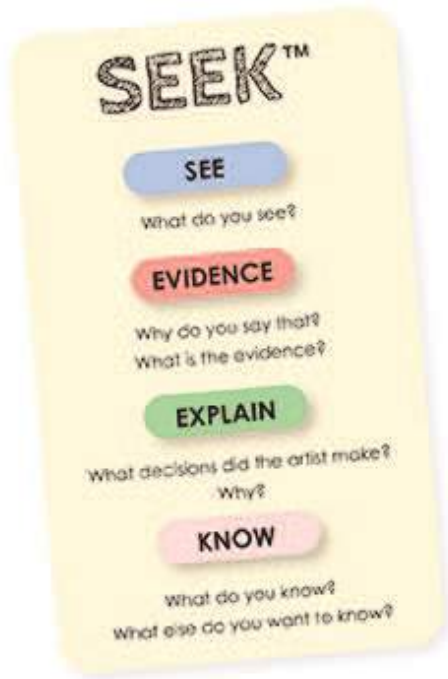 SEEK™
SEE
What do you see?
EVIDENCE
Why do you say that?
What is the evidence?
EXPLAIN
What decisions did the artist make?
Why?
KNOW
What do you know?
What else do you want to know?